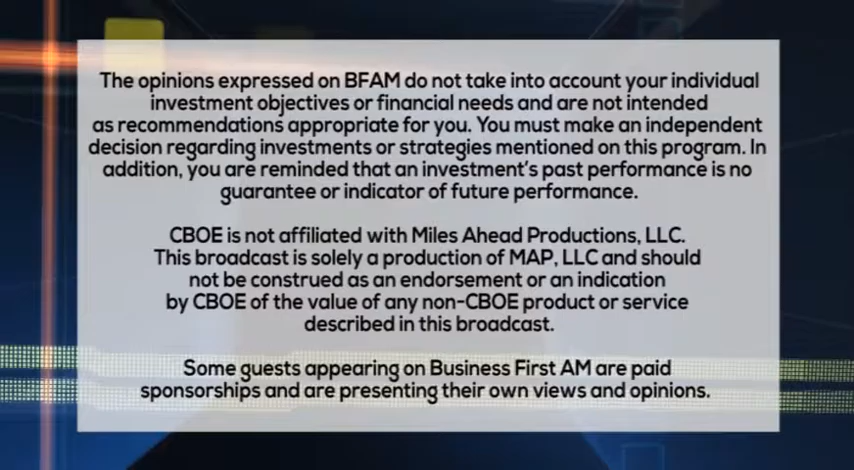 The opinions expressed on BFAM do not take into account your individual
investment objectives or financial needs and are not intended
as recommendations appropriate for you. You must make an independent
decision regarding investments or strategies mentioned on this program. In
addition, you are reminded that an investment's past performance is no
guarantee or indicator of future performance.
CBOE is not affiliated with Miles Ahead Productions, LLC.
This broadcast is solely a production of MAP, LLC and should
not be construed as an endorsement or an indication
by CBOE of the value of any non-CBOE product or service
described in this broadcast.
Some guests appearing on Business First AM are paid
sponsorships and are presenting their own views and opinions.